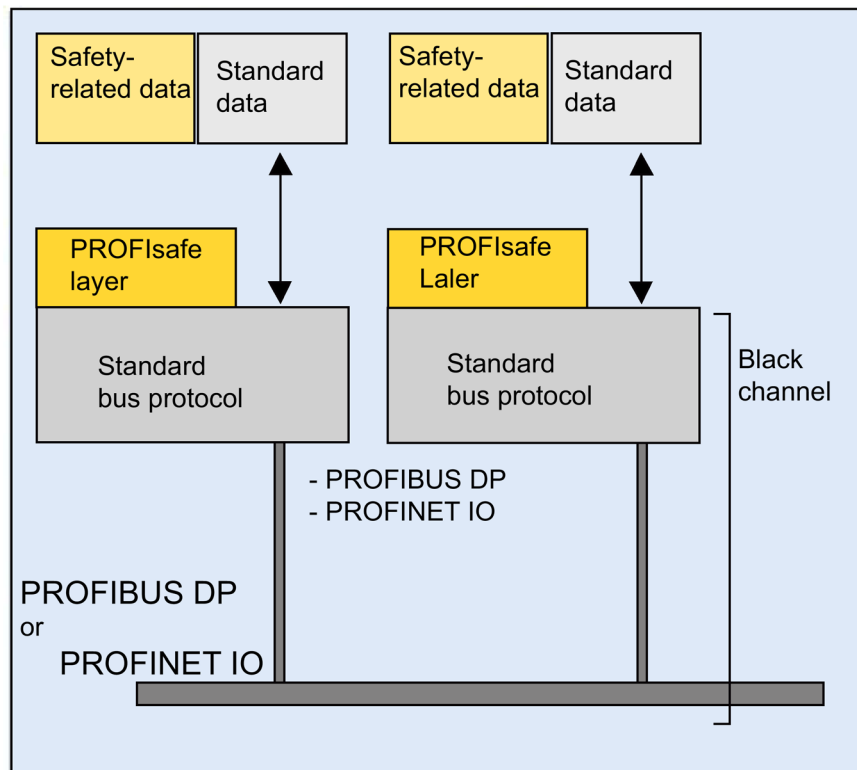 Safety-
related data
Standard
data
Safety-
related data
Standard
data
PROFIsafe
layer
PROFIsafe
Laler
Standard
bus protocol
Standard
bus protocol
Black
channel
- PROFIBUS DP
- PROFINET IO
PROFIBUS DP
or
PROFINET IO